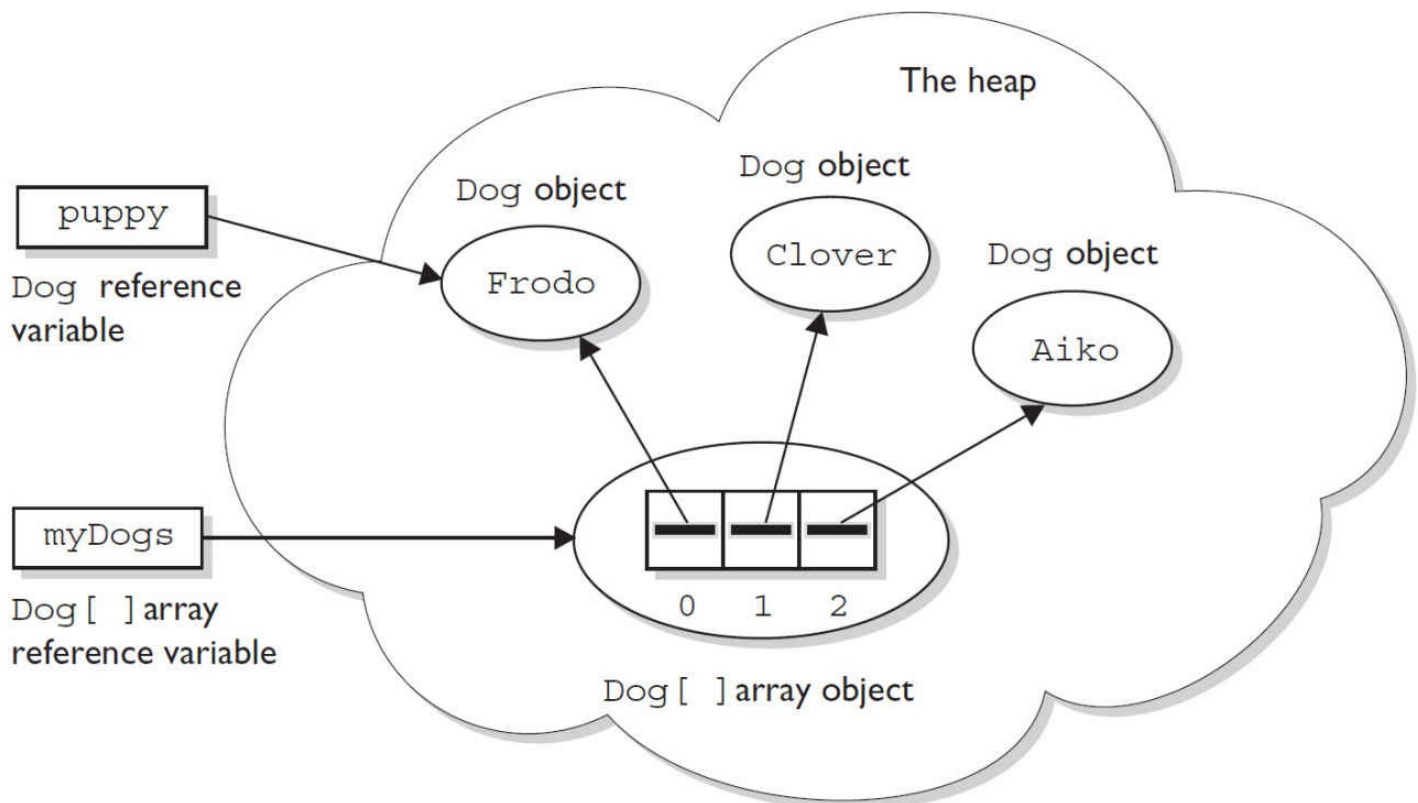 The heap
Dog object
Dog object
puppy
Frodo
Clover
Dog object
Dog reference
variable
Aiko
myDogs
0 1 2
Dog[ ] array
reference variable
Dog[ ] array object